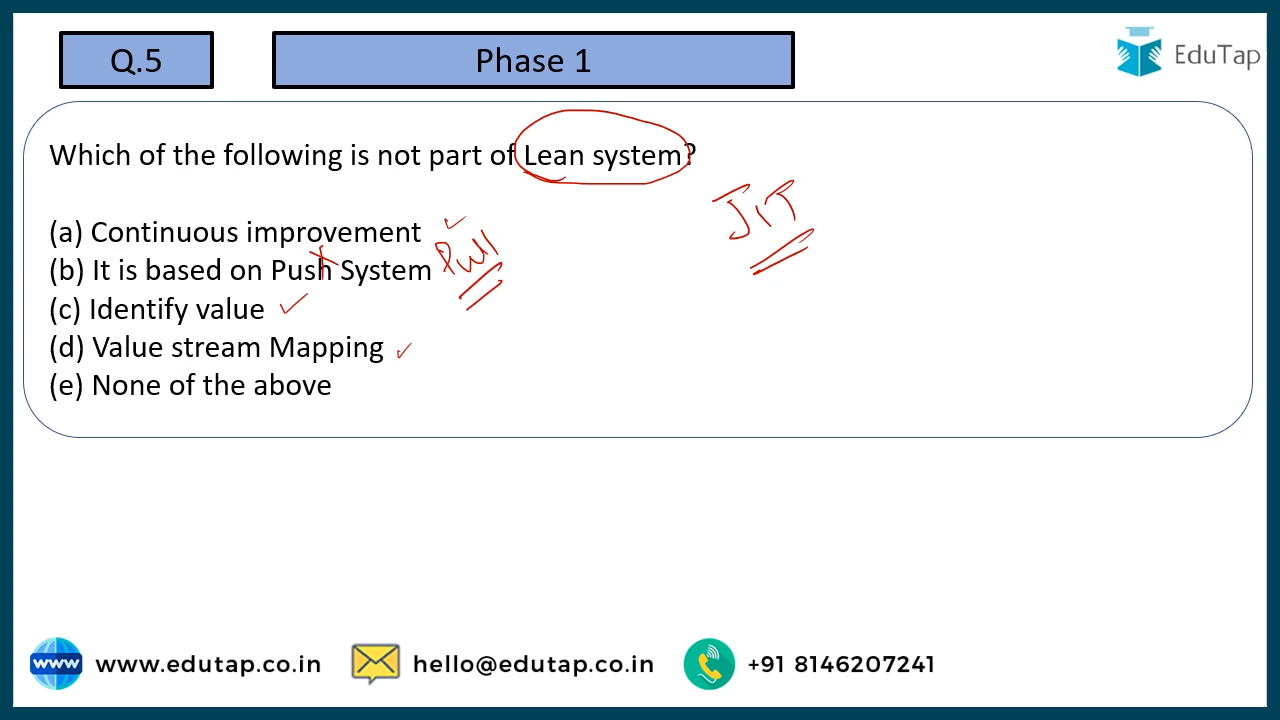 Q.5
Phase 1
EduTap
Which of the following is not part of Lean system?
JIT
(a) Continuous improvement
(b) It is based on Push System Pull
(c) Identify value
(d) Value stream Mapping
(e) None of the above
www www.edutap.co.in
hello@edutap.co.in
+91 8146207241